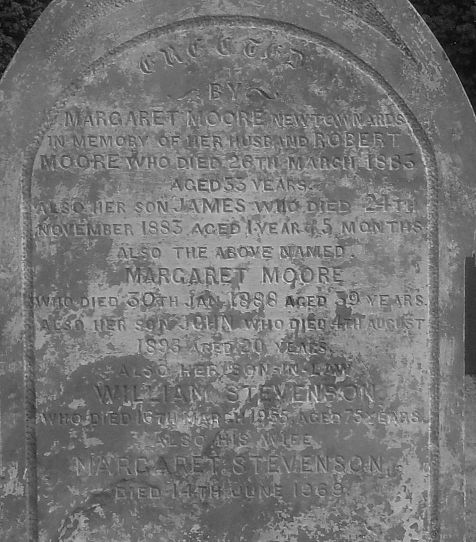 ERECTED
BY
MARGARET MOORE NEWTOWNARDS
IN MEMORY OF HER HUSBAND ROBERT
MOORE WHO DIED 26TH MARCH 1883
AGED 53 YEARS.
ALSO HER SON JAMES WHO DIED 24TH
NOVEMBER 1883 AGED 1 YEAR & 5 MONTHS
ALSO THE ABOVE NAMED
MARGARET MOORE
WHO DIED 30TH JAN. 1888 AGED 39 YEARS.
ALSO HER SON JOHN WHO DIED 4TH AUGUST
1893 AGED 20 YEARS.
ALSO HER SON-IN-LAW
WILLIAM STEVENSON
WHO DIED 16TH MARCH 1955 AGED 75 YEARS.
ALSO HIS WIFE
MARGARET STEVENSON
DIED 14TH JUNE 1969